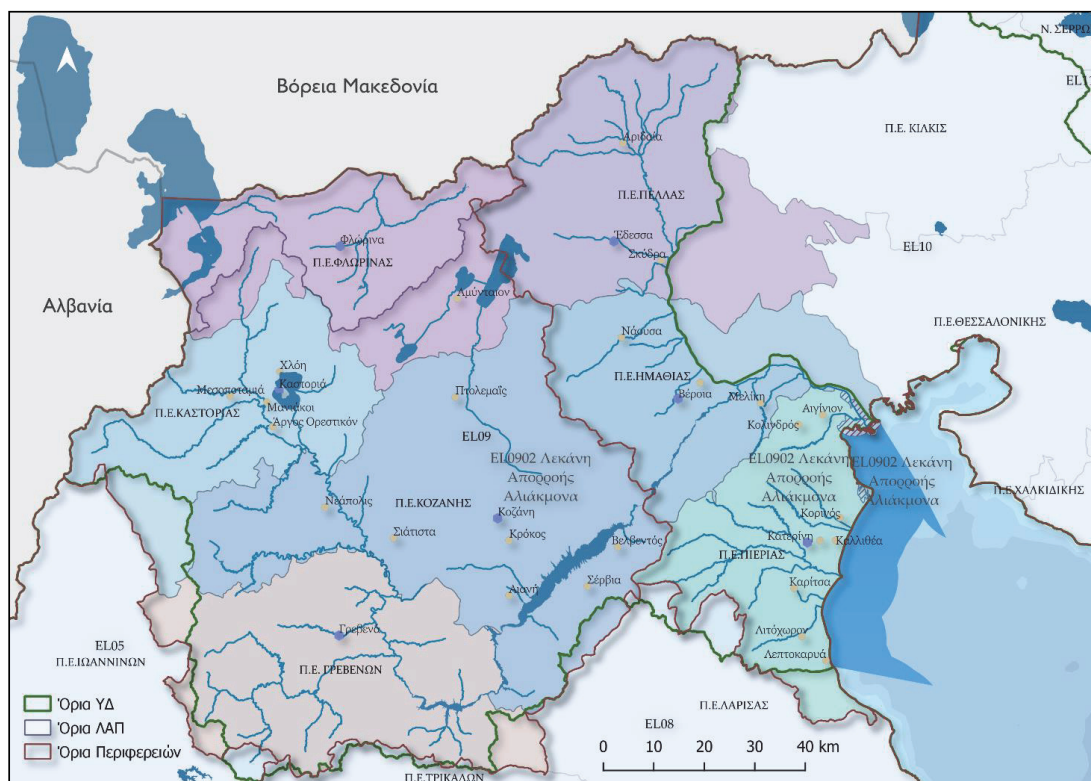 Ν. ΣΕΡΡΩ
EL1
Βόρεια Μακεδονία
Π.Ε. ΚΙΛΚΙΣ
Αριδαία
Π.Ε.ΠΕΛΛΑΣ
Φλώρινα
Π.Ε.ΦΛΩΡΙΝΑΣ
Έδεσσα
Σκύδρα
EL10
Αλβανία
Αμύνταιον
Π.Ε.ΘΕΣΣΑΛΟΝΙΚΗΣ
Νάουσα
Χλόη
Καστοριά
Μεσοποταμιά
Μανιάκοι
Π.Ε.ΚΑΣΤΟΡΙΑΣ
Άργος Ορεστικόν
Πτολεμαΐς
Π.Ε.ΗΜΑΘΙΑΣ
Βέροια
Μελίκη
Αιγίνιον
Κολινδρός
EL09
EL0902 Λεκάνη
Απορροής
Αλιάκμονα
EL0902 Λεκάνη
Απορροής
Αλιάκμονα
EL0902 Λεκάνη
Απορροής
Αλιάκμονα
Π.Ε.ΧΑΛΚΙΔΙΚΗΣ
Νεάπολις
Π.Ε.ΚΟΖΑΝΗΣ
Κοζάνη
Σιάτιστα
Κρόκος
Βελβεντός
Κορινός
Κατερίνη
Καλλιθέα
Π.Ε.ΠΙΕΡΙΑΣ
Αιανή
Σέρβια
Καρίτσα
Γρεβενά
Λιτόχωρον
Λεπτοκαρυά
EL05
Π.Ε.ΙΩΑΝΝΙΝΩΝ
Π.Ε. ΓΡΕΒΕΝΩΝ
Π.Ε.ΛΑΡΙΣΑΣ
EL08
Π.Ε.ΤΡΙΚΑΛΩΝ
Όρια ΥΔ
Όρια ΛΑΠ
Όρια Περιφερειών
0 10 20 30 40 km